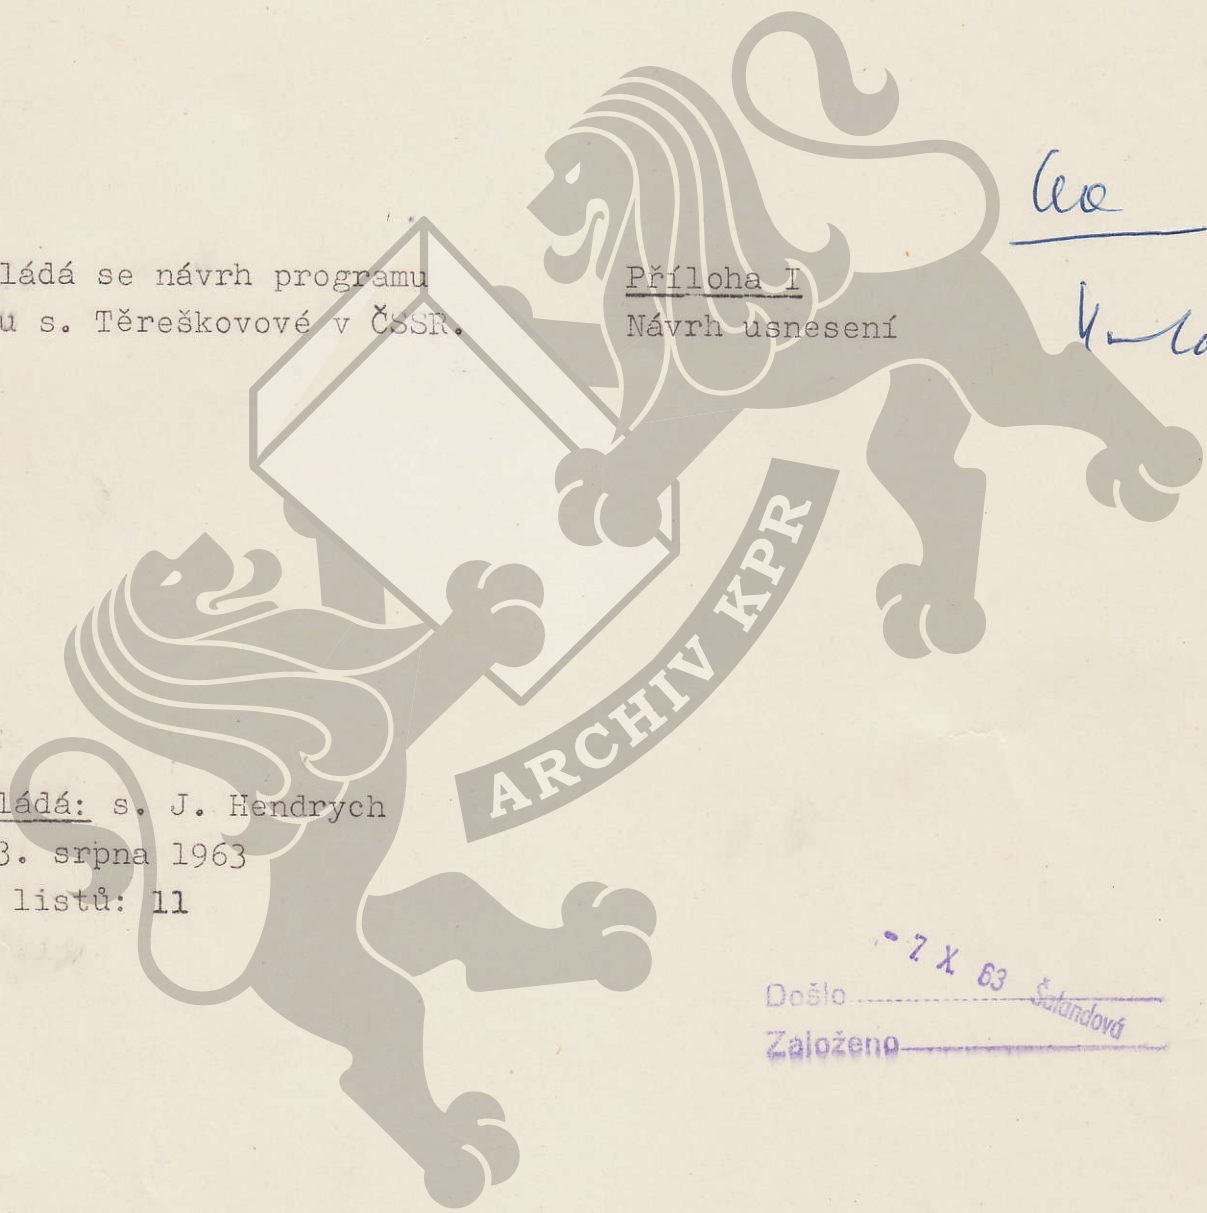 ládá se návrh programu
u s. Těreškovové v ČSSR.
Příloha I
Návrh usnesení
ARCHIV KPR
ládá: s. J. Hendrych
3. srpna 1963
listů: 11
- 7 X 63 Šalandová
Došlo
Založeno